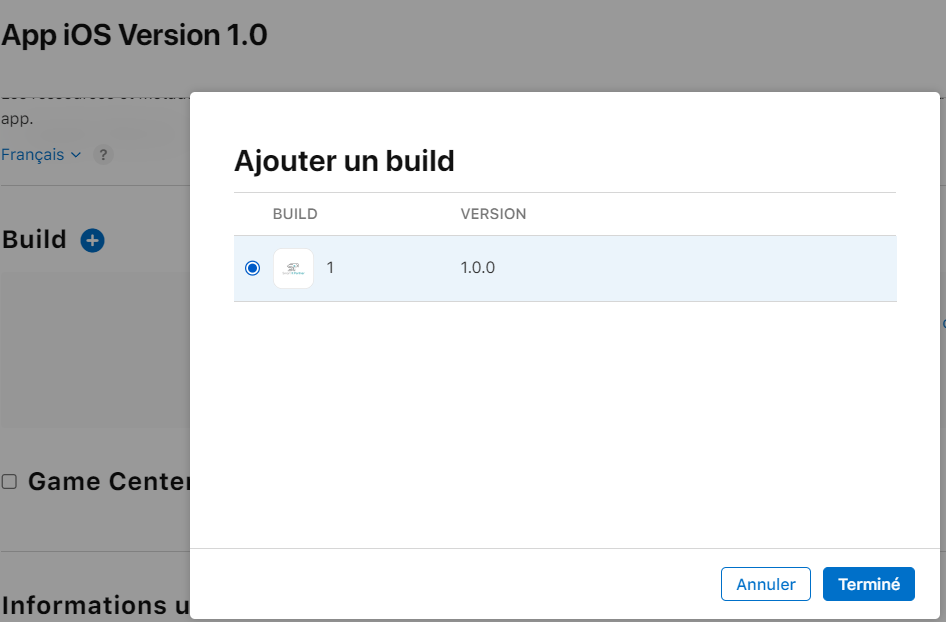 App iOS Version 1.0
app.
Français
?
Build
Ajouter un build
BUILD VERSION
1 1.0.0
Game Center
Informations u
Annuler Terminé